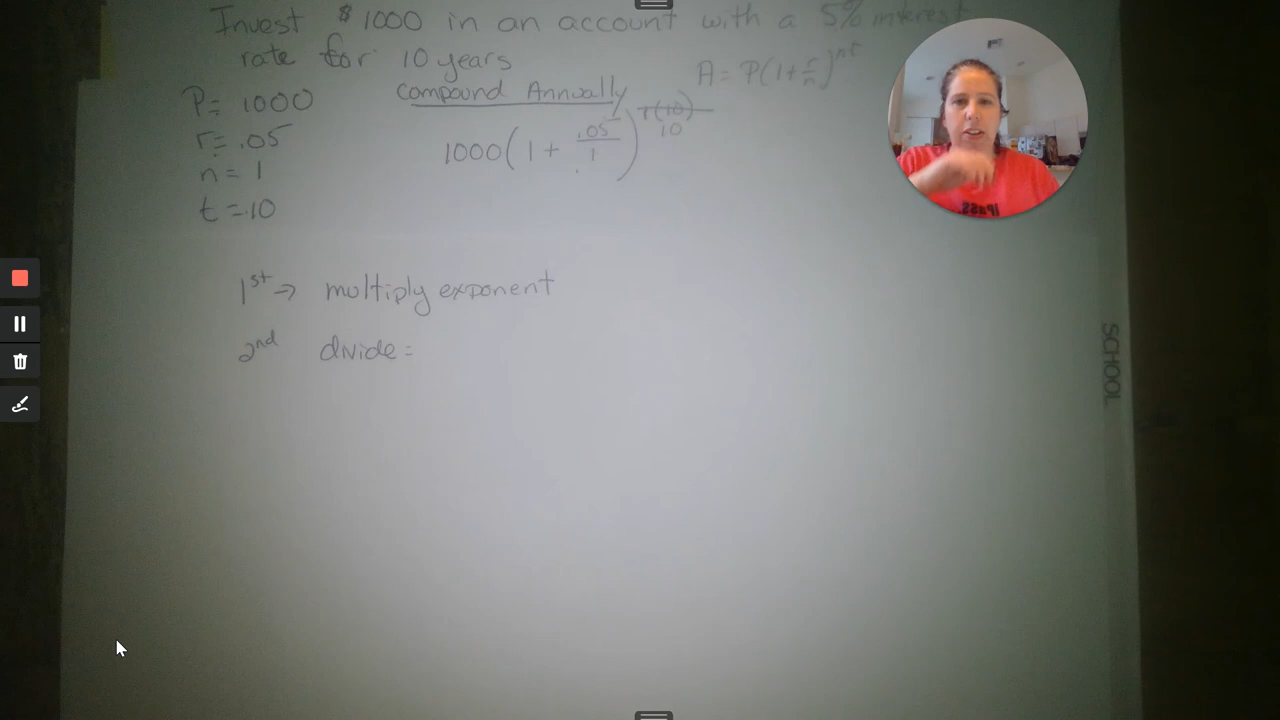 Invest $1000 in an account with a 5% interest
rate for 10 years
A = P(1+r/n)^nt
P = 1000
Compound Annually
r = .05
1000(1 + .05/1)^1(10)
10
n = 1
t = 10
1st → multiply exponent
2nd divide =
SCHOOL
iPASS